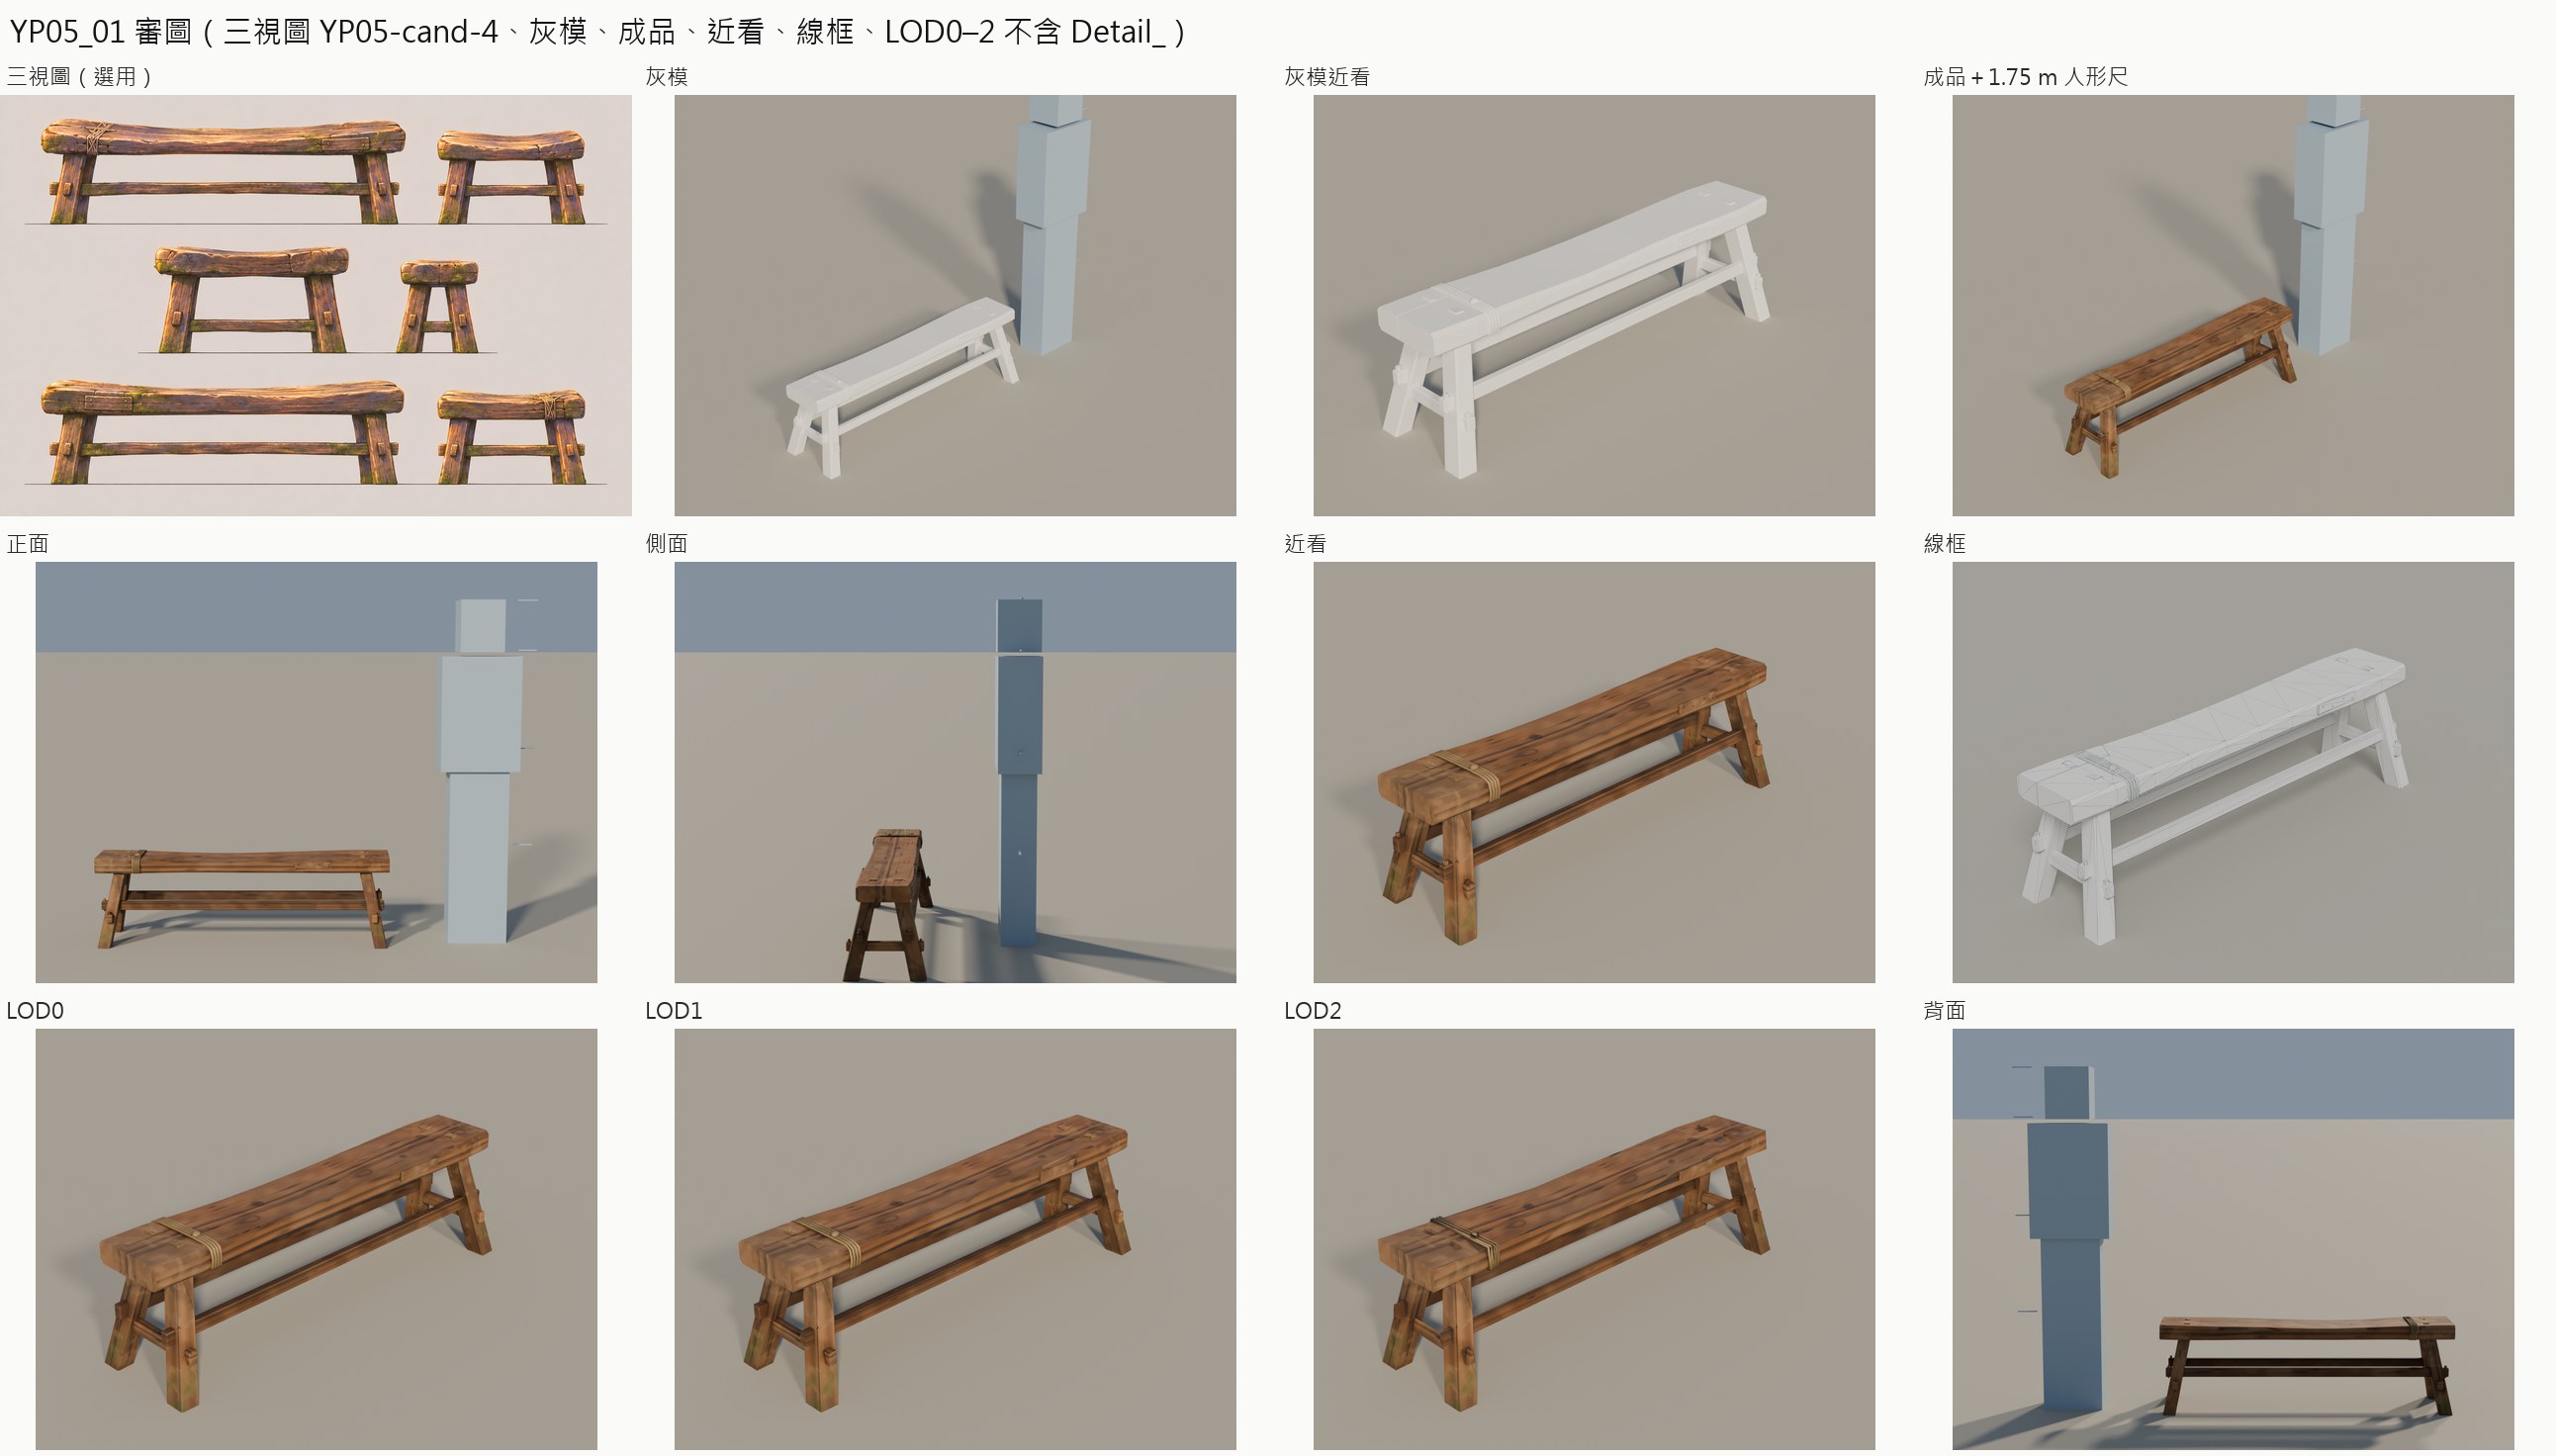 YP05_01 審圖（三視圖 YP05-cand-4、灰模、成品、近看、線框、LOD0–2 不含 Detail_）
三視圖（選用）
灰模
灰模近看
成品＋1.75 m 人形尺
正面
側面
近看
線框
LOD0
LOD1
LOD2
背面